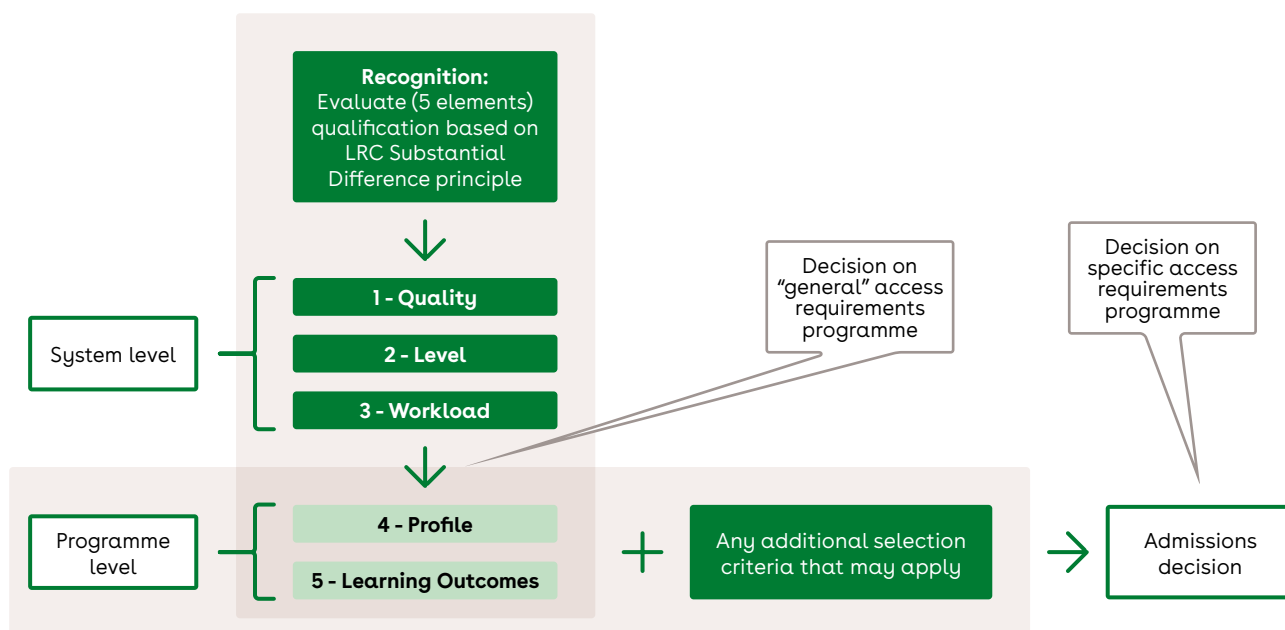 Recognition:
Evaluate (5 elements)
qualification based on
LRC Substantial
Difference principle
Decision on
“general” access
requirements
programme
Decision on
specific access
requirements
programme
System level
1 - Quality
2 - Level
3 - Workload
Programme
level
4 - Profile
5 - Learning Outcomes
+
Any additional selection
criteria that may apply
Admissions
decision